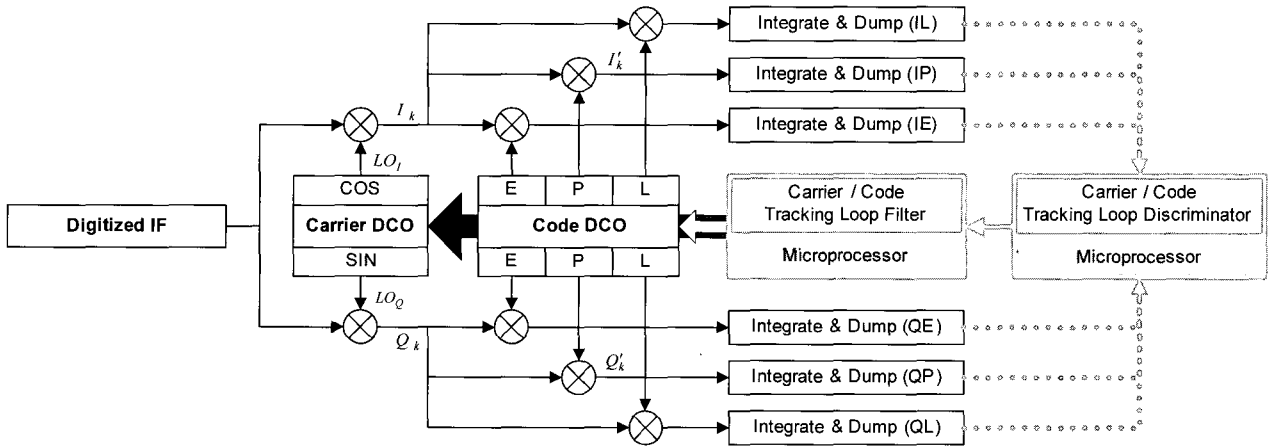 Integrate & Dump (IL)
I'k
Integrate & Dump (IP)
Ik
Integrate & Dump (IE)
LOI
COS
E P L
Carrier / Code
Tracking Loop Filter
Microprocessor
Carrier / Code
Tracking Loop Discriminator
Microprocessor
Digitized IF
Carrier DCO
Code DCO
SIN
E P L
LOQ
Qk
Integrate & Dump (QE)
Q'k
Integrate & Dump (QP)
Integrate & Dump (QL)